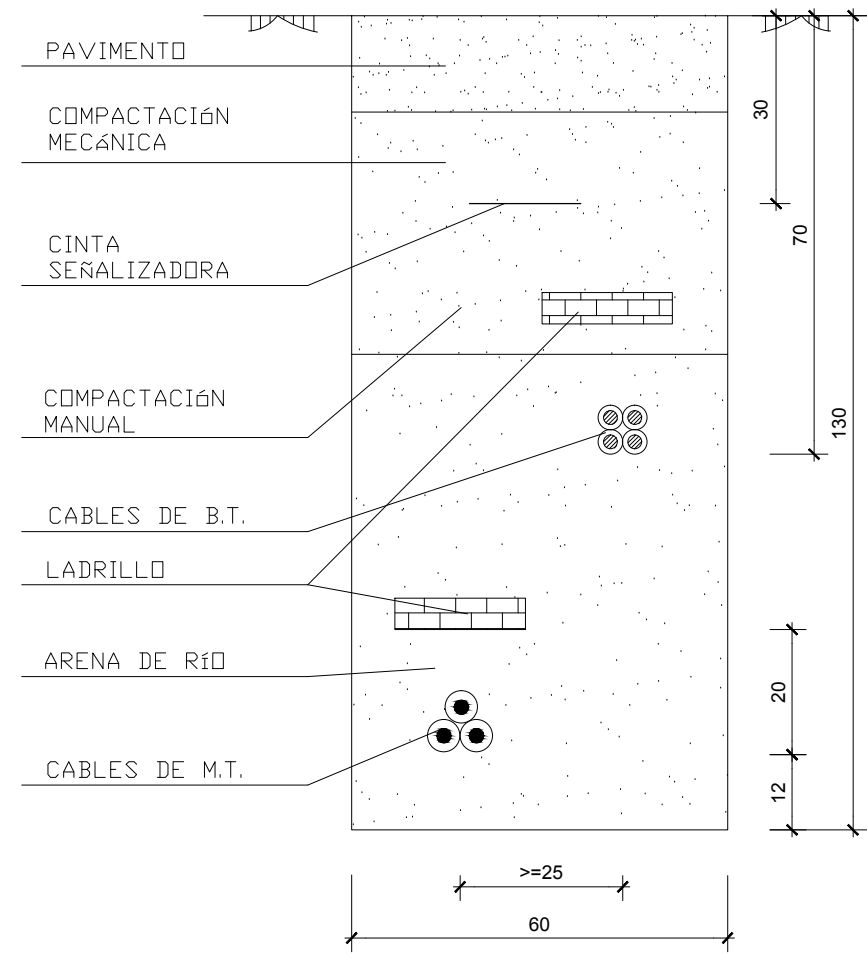 PAVIMENTO
COMPACTACIóN
MECáNICA
CINTA
SEÑALIZADORA
COMPACTACIóN
MANUAL
CABLES DE B.T.
LADRILLO
ARENA DE RíO
CABLES DE M.T.
30
70
130
20
12
>=25
60